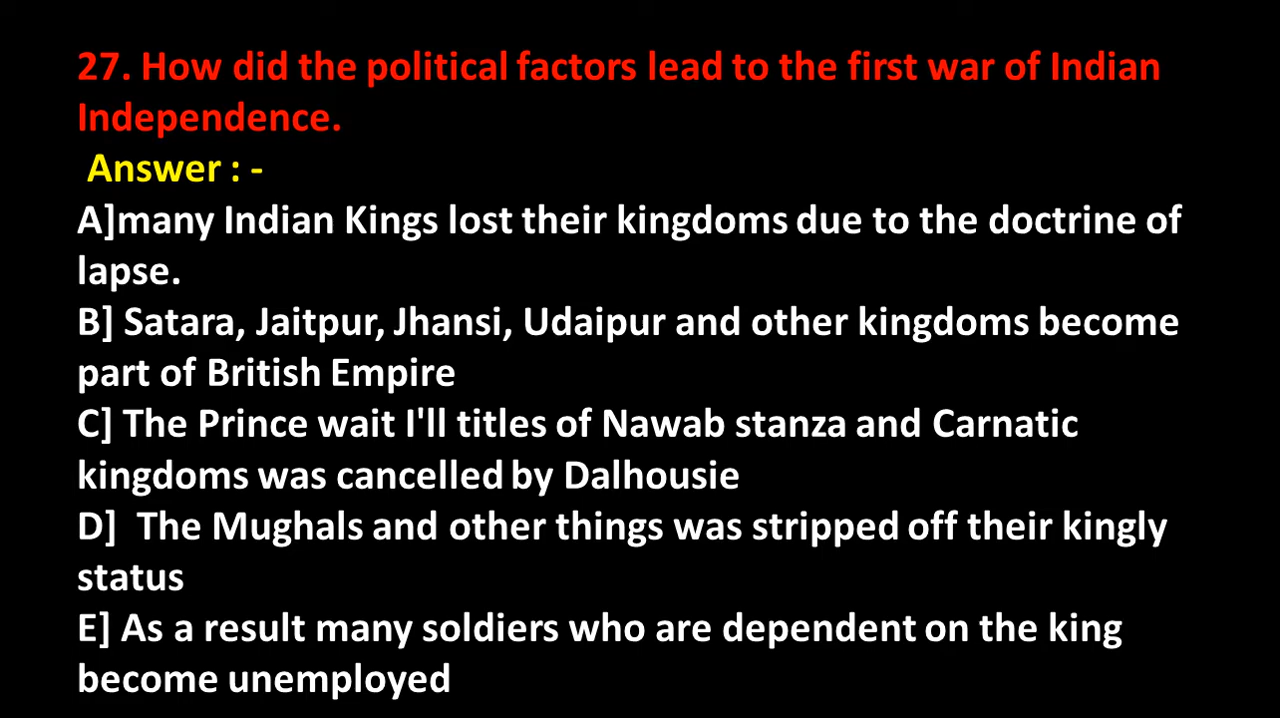 27. How did the political factors lead to the first war of Indian
Independence.
Answer : -
A]many Indian Kings lost their kingdoms due to the doctrine of
lapse.
B] Satara, Jaitpur, Jhansi, Udaipur and other kingdoms become
part of British Empire
C] The Prince wait I'll titles of Nawab stanza and Carnatic
kingdoms was cancelled by Dalhousie
D] The Mughals and other things was stripped off their kingly
status
E] As a result many soldiers who are dependent on the king
become unemployed